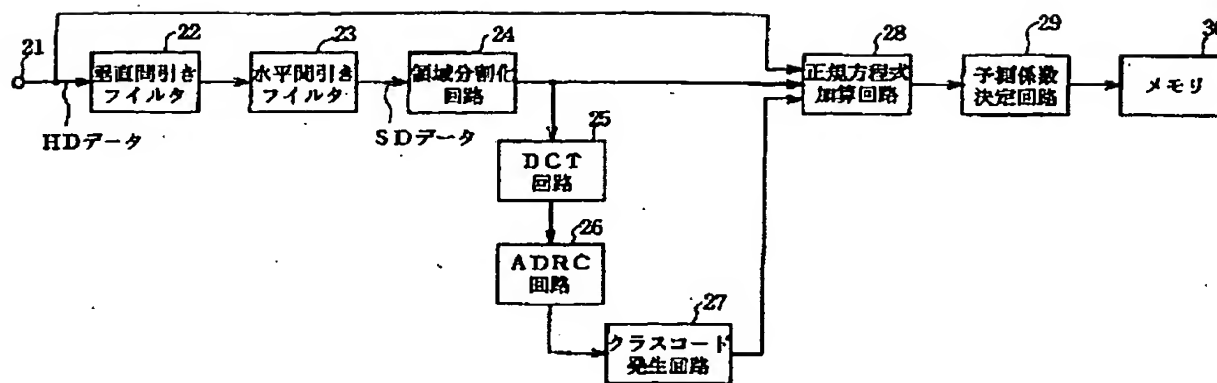 21
22
垂直間引き
フィルタ
23
水平間引き
フィルタ
24
領域分割化
回路
HDデータ
SDデータ
25
DCT
回路
26
ADRC
回路
27
クラスコード
発生回路
28
正規方程式
加算回路
29
予測係数
決定回路
30
メモリ